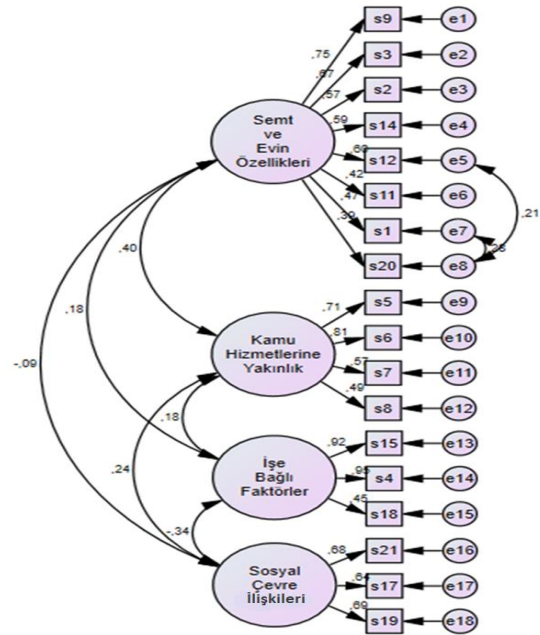 s9 e1
,75
s3 e2
,67
s2 e3
,57
s14 e4
,59
s12 e5
,60
s11 e6
,42
s1 e7
,47
s20 e8
,39
,21
Semt
ve
Evin
Özellikleri
,40
,18
-,09
s5 e9
,71
s6 e10
,81
s7 e11
,57
s8 e12
,49
Kamu
Hizmetlerine
Yakınlık
,18
,24
s15 e13
,92
s4 e14
,95
s18 e15
,45
İşe
Bağlı
Faktörler
-,34
s21 e16
,68
s17 e17
,64
s19 e18
,69
Sosyal
Çevre
İlişkileri